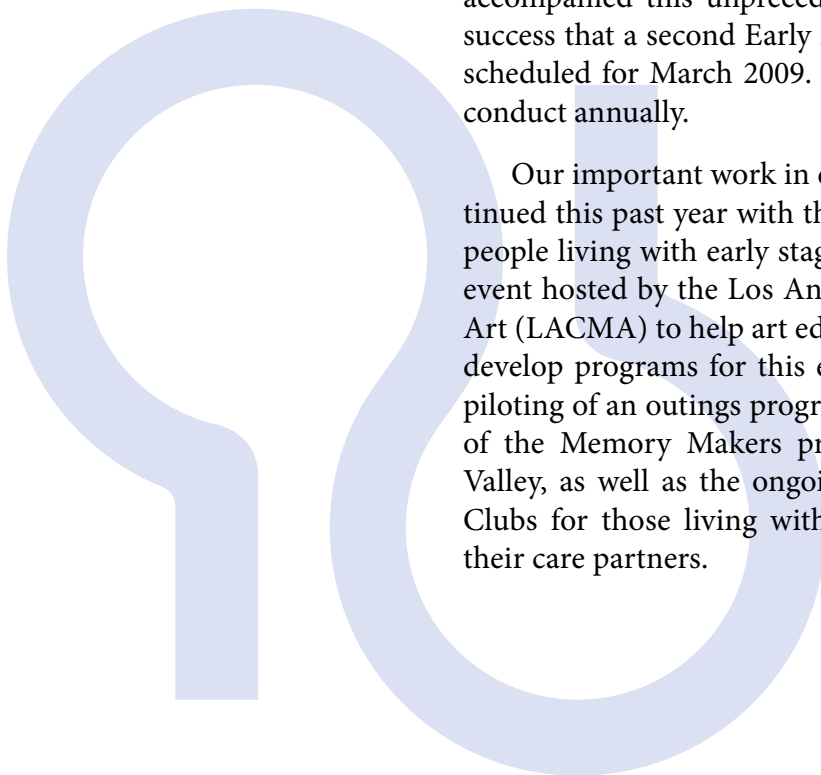 accompanied this unpreced
success that a second Early
scheduled for March 2009.
conduct annually.
Our important work in
tinued this past year with th
people living with early stag
event hosted by the Los An
Art (LACMA) to help art ed
develop programs for this e
piloting of an outings progr
of the Memory Makers pr
Valley, as well as the ongoi
Clubs for those living with
their care partners.